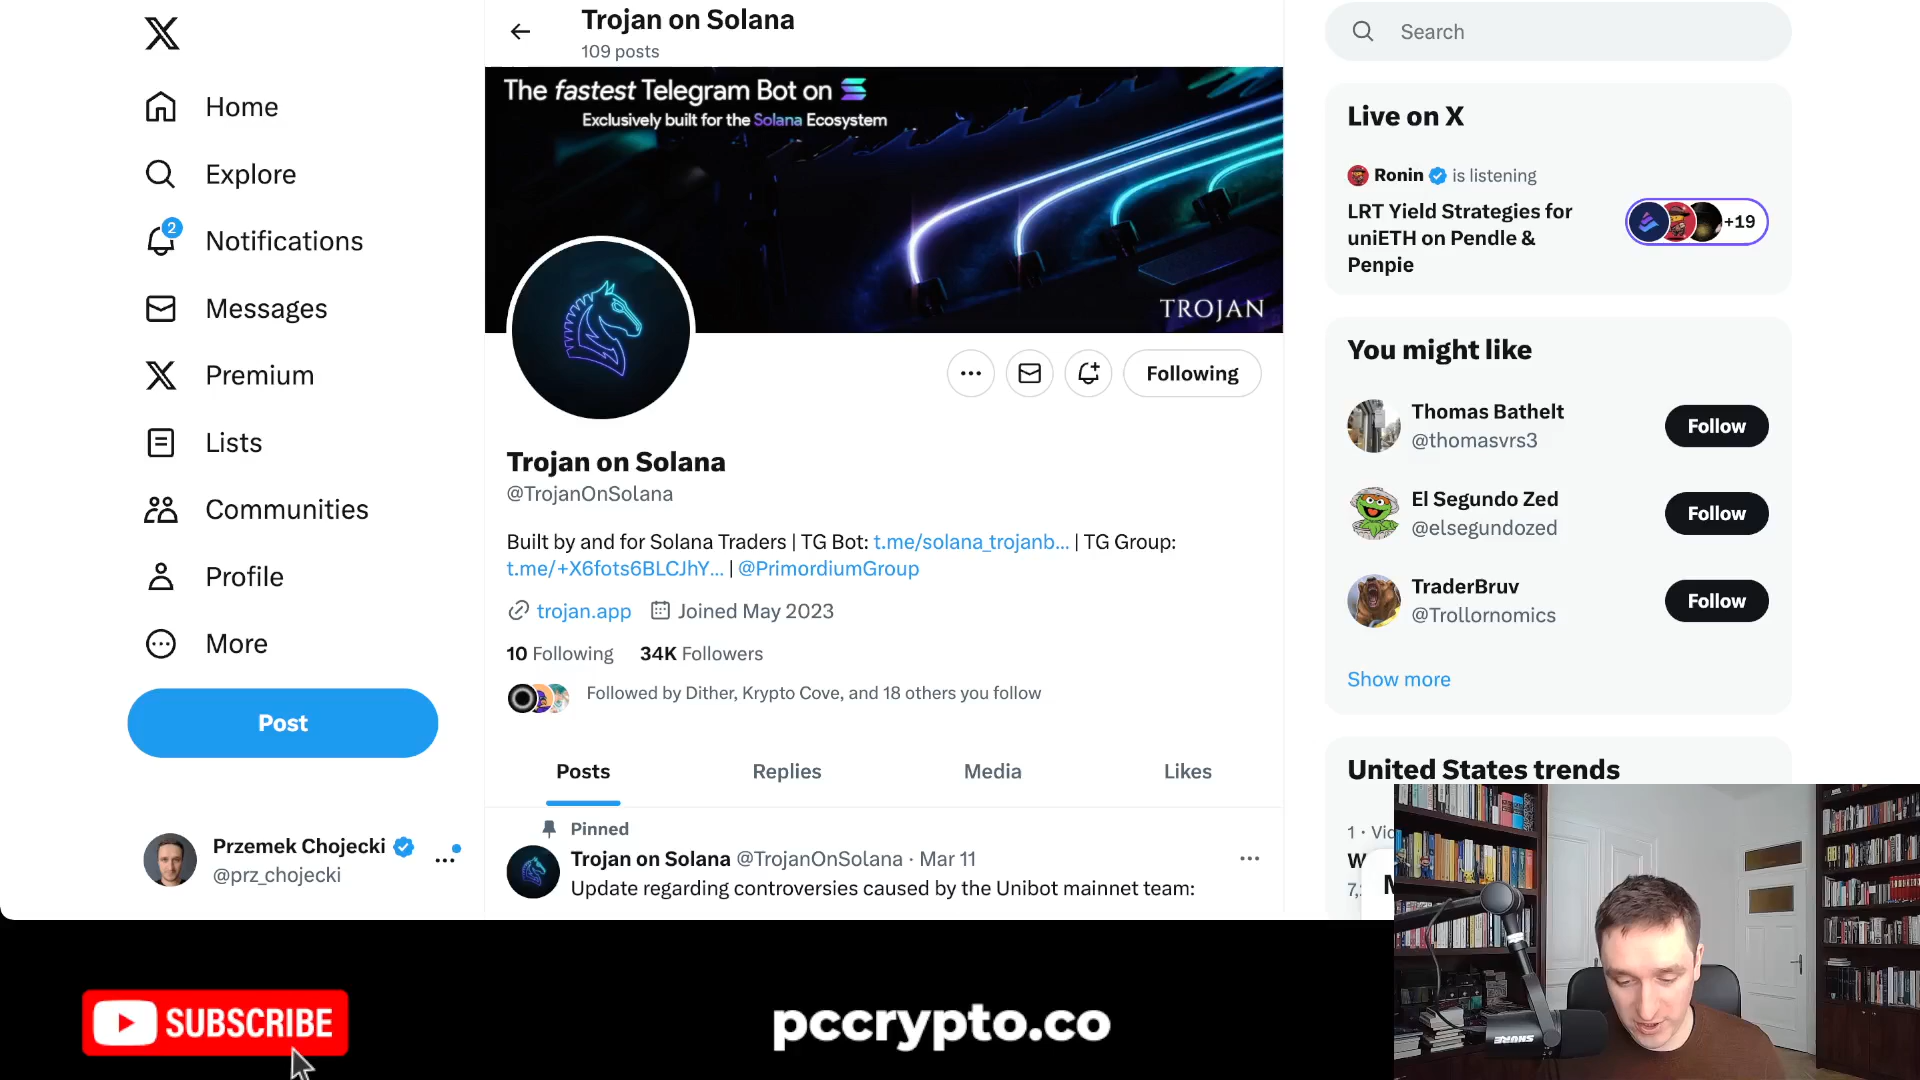 Home
Explore
2
Notifications
Messages
Premium
Lists
Communities
Profile
More
Post
Przemek Chojecki
@prz_chojecki
Trojan on Solana
109 posts
The fastest Telegram Bot on
Exclusively built for the Solana Ecosystem
TROJAN
Following
Trojan on Solana
@TrojanOnSolana
Built by and for Solana Traders | TG Bot: t.me/solana_trojanb... | TG Group:
t.me/+X6fots6BLCJhY... | @PrimordiumGroup
trojan.app Joined May 2023
10 Following 34K Followers
Followed by Dither, Krypto Cove, and 18 others you follow
Posts Replies Media Likes
Pinned
Trojan on Solana @TrojanOnSolana · Mar 11
Update regarding controversies caused by the Unibot mainnet team:
Search
Live on X
Ronin is listening
LRT Yield Strategies for
uniETH on Pendle &
Penpie
+19
You might like
Thomas Bathelt
@thomasvrs3
Follow
El Segundo Zed
@elsegundozed
Follow
TraderBruv
@Trollornomics
Follow
Show more
United States trends
SUBSCRIBE
pccrypto.co
SHURE